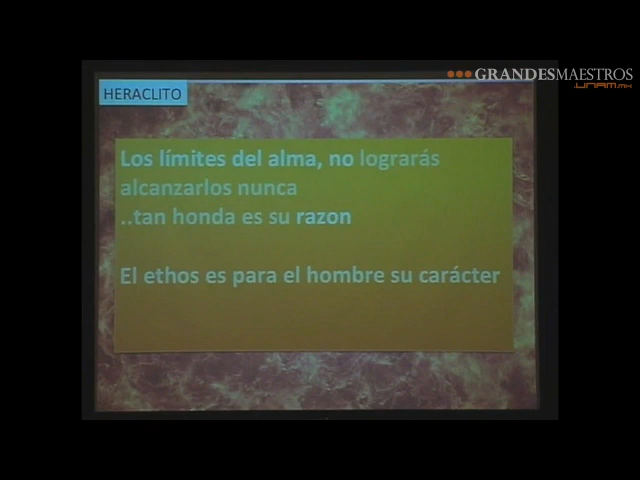 GRANDESMAESTROS
.UNAM.MX
HERACLITO
Los límites del alma, no lograrás
alcanzarlos nunca
..tan honda es su razon
El ethos es para el hombre su carácter